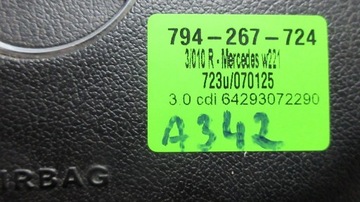 794-267-724
3/010 R - Mercedes w221
723u/070125
3.0 cdi 64293072290
A342
IRBAG